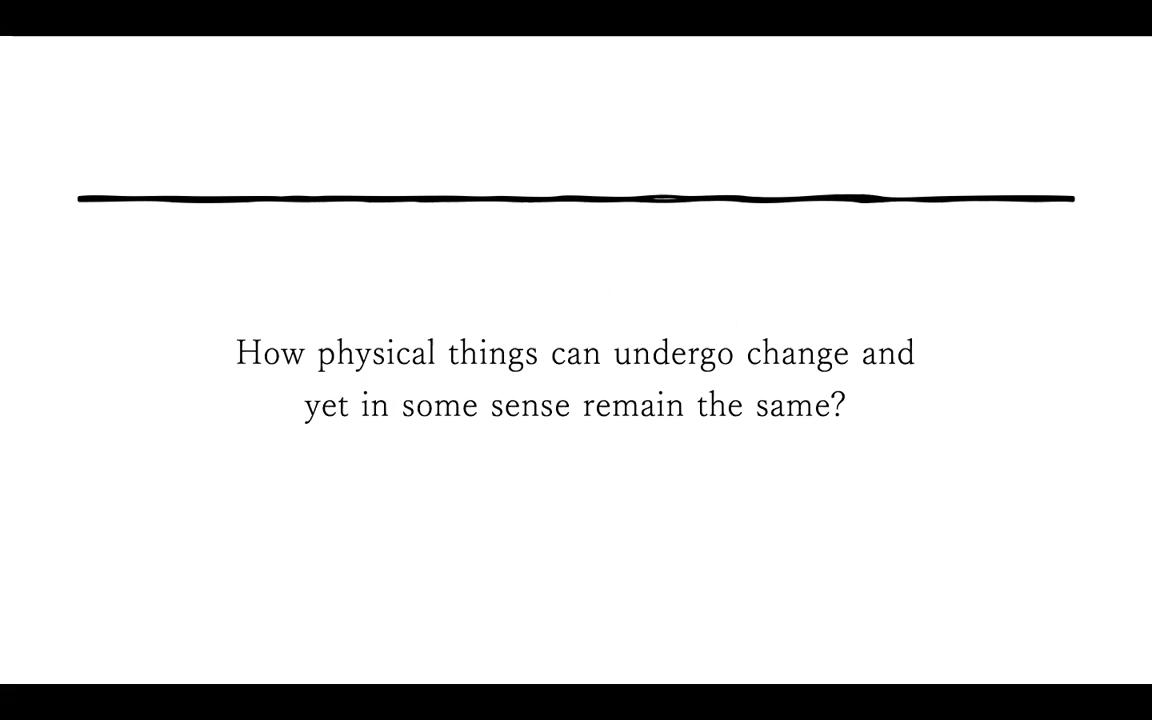 How physical things can undergo change and
yet in some sense remain the same?